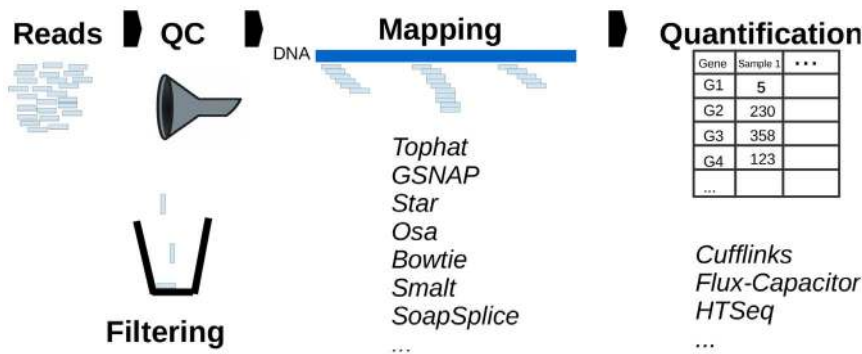 Reads QC Mapping Quantification
DNA
Gene Sample 1 ...
G1 5
G2 230
G3 358
G4 123
...
Tophat
GSNAP
Star
Osa
Bowtie
Smalt
SoapSplice
...
Cufflinks
Flux-Capacitor
HTSeq
...
Filtering